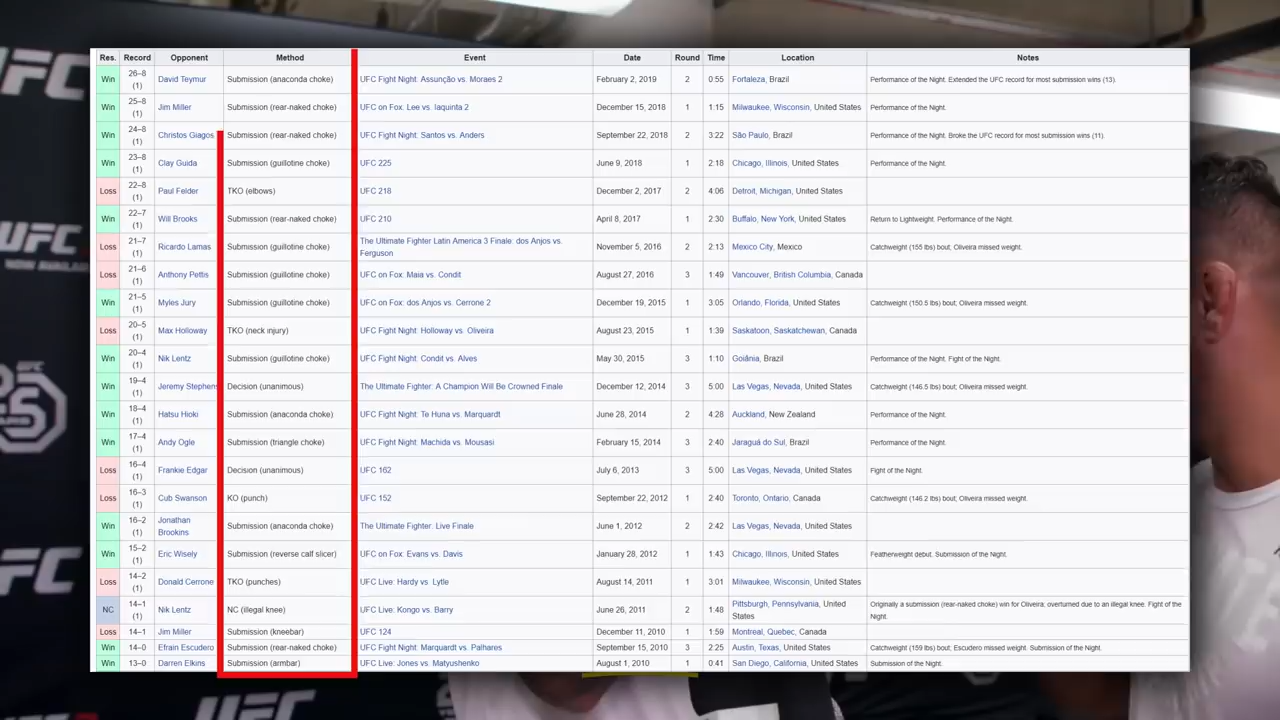 UFC
Res. Record Opponent Method Event Date Round Time Location Notes
Win 26–8 (1) David Teymur Submission (anaconda choke) UFC Fight Night: Assunção vs. Moraes 2 February 2, 2019 2 0:55 Fortaleza, Brazil Performance of the Night. Extended the UFC record for most submission wins (13).
Win 25–8 (1) Jim Miller Submission (rear-naked choke) UFC on Fox: Lee vs. Iaquinta 2 December 15, 2018 1 1:15 Milwaukee, Wisconsin, United States Performance of the Night.
Win 24–8 (1) Christos Giagos Submission (rear-naked choke) UFC Fight Night: Santos vs. Anders September 22, 2018 2 3:22 São Paulo, Brazil Performance of the Night. Broke the UFC record for most submission wins (11).
Win 23–8 (1) Clay Guida Submission (guillotine choke) UFC 225 June 9, 2018 1 2:18 Chicago, Illinois, United States Performance of the Night.
Loss 22–8 (1) Paul Felder TKO (elbows) UFC 218 December 2, 2017 2 4:06 Detroit, Michigan, United States
Win 22–7 (1) Will Brooks Submission (rear-naked choke) UFC 210 April 8, 2017 1 2:30 Buffalo, New York, United States Return to Lightweight. Performance of the Night.
Loss 21–7 (1) Ricardo Lamas Submission (guillotine choke) The Ultimate Fighter Latin America 3 Finale: dos Anjos vs. Ferguson November 5, 2016 2 2:13 Mexico City, Mexico Catchweight (155 lbs) bout; Oliveira missed weight.
Loss 21–6 (1) Anthony Pettis Submission (guillotine choke) UFC on Fox: Maia vs. Condit August 27, 2016 3 1:49 Vancouver, British Columbia, Canada
Win 21–5 (1) Myles Jury Submission (guillotine choke) UFC on Fox: dos Anjos vs. Cerrone 2 December 19, 2015 1 3:05 Orlando, Florida, United States Catchweight (150.5 lbs) bout; Oliveira missed weight.
Loss 20–5 (1) Max Holloway TKO (neck injury) UFC Fight Night: Holloway vs. Oliveira August 23, 2015 1 1:39 Saskatoon, Saskatchewan, Canada
Win 20–4 (1) Nik Lentz Submission (guillotine choke) UFC Fight Night: Condit vs. Alves May 30, 2015 3 1:10 Goiânia, Brazil Performance of the Night. Fight of the Night.
Win 19–4 (1) Jeremy Stephens Decision (unanimous) The Ultimate Fighter: A Champion Will Be Crowned Finale December 12, 2014 3 5:00 Las Vegas, Nevada, United States Catchweight (146.5 lbs) bout; Oliveira missed weight.
Win 18–4 (1) Hatsu Hioki Submission (anaconda choke) UFC Fight Night: Te Huna vs. Marquardt June 28, 2014 2 4:28 Auckland, New Zealand Performance of the Night.
Win 17–4 (1) Andy Ogle Submission (triangle choke) UFC Fight Night: Machida vs. Mousasi February 15, 2014 3 2:40 Jaraguá do Sul, Brazil Performance of the Night.
Loss 16–4 (1) Frankie Edgar Decision (unanimous) UFC 162 July 6, 2013 3 5:00 Las Vegas, Nevada, United States Fight of the Night.
Loss 16–3 (1) Cub Swanson KO (punch) UFC 152 September 22, 2012 1 2:40 Toronto, Ontario, Canada Catchweight (146.2 lbs) bout; Oliveira missed weight.
Win 16–2 (1) Jonathan Brookins Submission (anaconda choke) The Ultimate Fighter: Live Finale June 1, 2012 2 2:42 Las Vegas, Nevada, United States
Win 15–2 (1) Eric Wisely Submission (reverse calf slicer) UFC on Fox: Evans vs. Davis January 28, 2012 1 1:43 Chicago, Illinois, United States Featherweight debut. Submission of the Night.
Loss 14–2 (1) Donald Cerrone TKO (punches) UFC Live: Hardy vs. Lytle August 14, 2011 1 3:01 Milwaukee, Wisconsin, United States
NC 14–1 (1) Nik Lentz NC (illegal knee) UFC Live: Kongo vs. Barry June 26, 2011 2 1:48 Pittsburgh, Pennsylvania, United States Originally a submission (rear-naked choke) win for Oliveira; overturned due to an illegal knee. Fight of the Night.
Loss 14–1 Jim Miller Submission (kneebar) UFC 124 December 11, 2010 1 1:59 Montreal, Quebec, Canada
Win 14–0 Efrain Escudero Submission (rear-naked choke) UFC Fight Night: Marquardt vs. Palhares September 15, 2010 3 2:25 Austin, Texas, United States Catchweight (159 lbs) bout; Escudero missed weight. Submission of the Night.
Win 13–0 Darren Elkins Submission (armbar) UFC Live: Jones vs. Matyushenko August 1, 2010 1 0:41 San Diego, California, United States Submission of the Night.
UFC
UFC
25
UFC